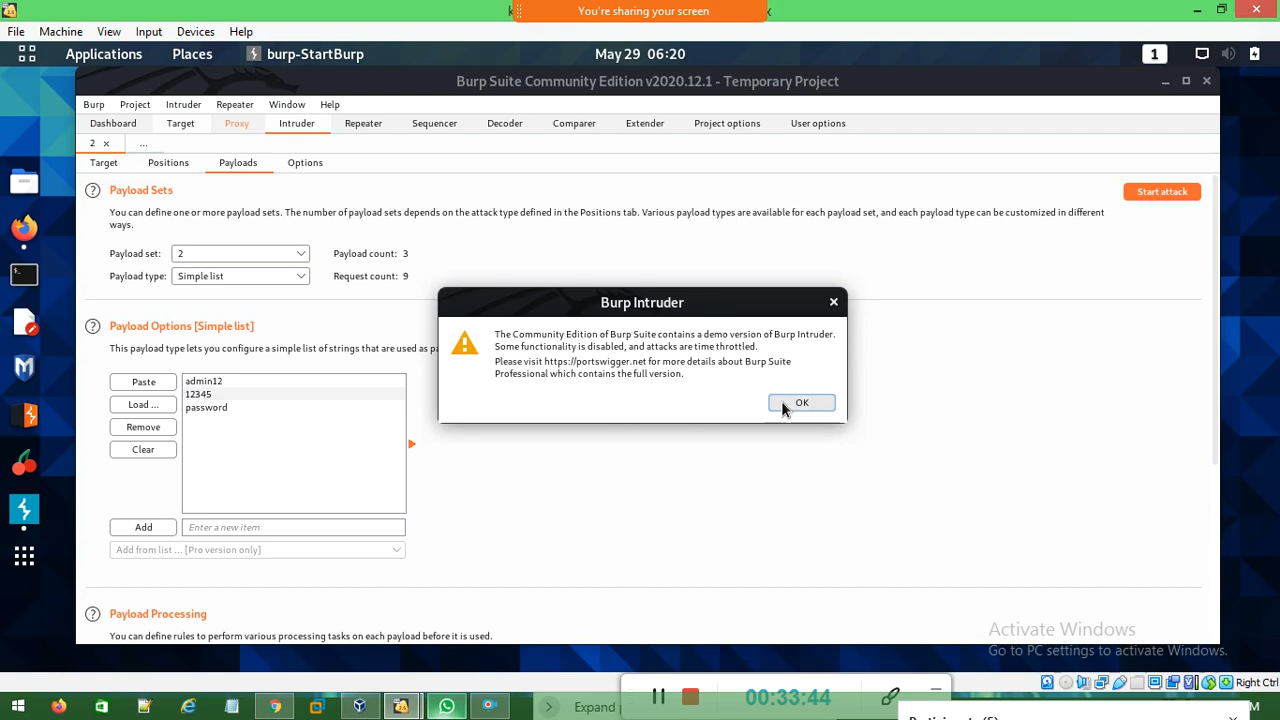 You're sharing your screen
File Machine View Input Devices Help
Applications Places burp-StartBurp May 29 06:20 1
Burp Suite Community Edition v2020.12.1 - Temporary Project
Burp Project Intruder Repeater Window Help
Dashboard Target Proxy Intruder Repeater Sequencer Decoder Comparer Extender Project options User options
2 × ...
Target Positions Payloads Options
? Payload Sets
Start attack
You can define one or more payload sets. The number of payload sets depends on the attack type defined in the Positions tab. Various payload types are available for each payload set, and each payload type can be customized in different
ways.
Payload set: 2 Payload count: 3
Payload type: Simple list Request count: 9
Burp Intruder
The Community Edition of Burp Suite contains a demo version of Burp Intruder.
Some functionality is disabled, and attacks are time throttled.
Please visit https://portswigger.net for more details about Burp Suite
Professional which contains the full version.
OK
? Payload Options [Simple list]
This payload type lets you configure a simple list of strings that are used as
Paste
Load ...
Remove
Clear
admin12
12345
password
Add Enter a new item
Add from list ... [Pro version only]
? Payload Processing
You can define rules to perform various processing tasks on each payload before it is used.
Activate Windows
Go to PC settings to activate Windows.
Right Ctrl
00:33:44
Expand